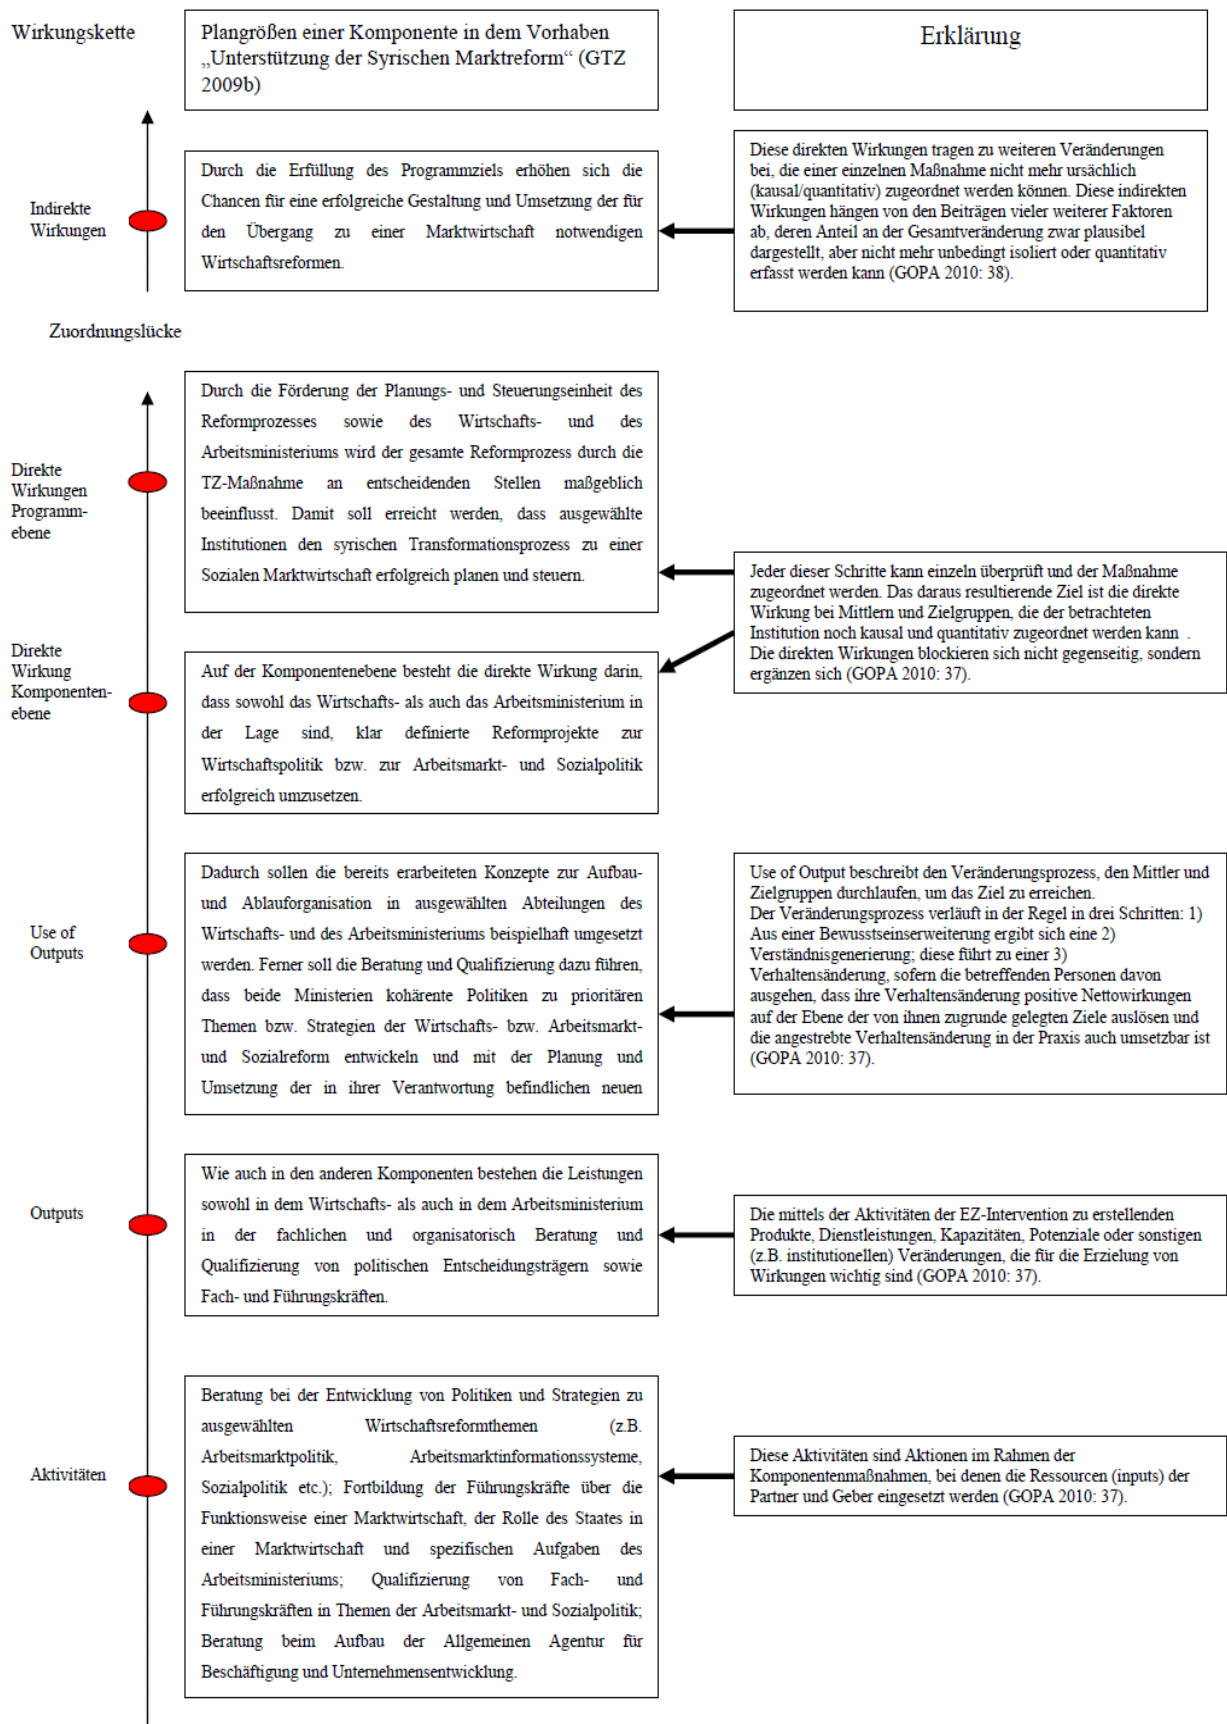 Wirkungskette
Plangrößen einer Komponente in dem Vorhaben
„Unterstützung der Syrischen Marktreform“ (GTZ
2009b)
Erklärung
Indirekte
Wirkungen
Durch die Erfüllung des Programmziels erhöhen sich die
Chancen für eine erfolgreiche Gestaltung und Umsetzung der für
den Übergang zu einer Marktwirtschaft notwendigen
Wirtschaftsreformen.
Diese direkten Wirkungen tragen zu weiteren Veränderungen
bei, die einer einzelnen Maßnahme nicht mehr ursächlich
(kausal/quantitativ) zugeordnet werden können. Diese indirekten
Wirkungen hängen von den Beiträgen vieler weiterer Faktoren
ab, deren Anteil an der Gesamtveränderung zwar plausibel
dargestellt, aber nicht mehr unbedingt isoliert oder quantitativ
erfasst werden kann (GOPA 2010: 38).
Zuordnungslücke
Direkte
Wirkungen
Programm-
ebene
Durch die Förderung der Planungs- und Steuerungseinheit des
Reformprozesses sowie des Wirtschafts- und des
Arbeitsministeriums wird der gesamte Reformprozess durch die
TZ-Maßnahme an entscheidenden Stellen maßgeblich
beeinflusst. Damit soll erreicht werden, dass ausgewählte
Institutionen den syrischen Transformationsprozess zu einer
Sozialen Marktwirtschaft erfolgreich planen und steuern.
Jeder dieser Schritte kann einzeln überprüft und der Maßnahme
zugeordnet werden. Das daraus resultierende Ziel ist die direkte
Wirkung bei Mittlern und Zielgruppen, die der betrachteten
Institution noch kausal und quantitativ zugeordnet werden kann .
Die direkten Wirkungen blockieren sich nicht gegenseitig, sondern
ergänzen sich (GOPA 2010: 37).
Direkte
Wirkung
Komponenten-
ebene
Auf der Komponentenebene besteht die direkte Wirkung darin,
dass sowohl das Wirtschafts- als auch das Arbeitsministerium in
der Lage sind, klar definierte Reformprojekte zur
Wirtschaftspolitik bzw. zur Arbeitsmarkt- und Sozialpolitik
erfolgreich umzusetzen.
Use of
Outputs
Dadurch sollen die bereits erarbeiteten Konzepte zur Aufbau-
und Ablauforganisation in ausgewählten Abteilungen des
Wirtschafts- und des Arbeitsministeriums beispielhaft umgesetzt
werden. Ferner soll die Beratung und Qualifizierung dazu führen,
dass beide Ministerien kohärente Politiken zu prioritären
Themen bzw. Strategien der Wirtschafts- bzw. Arbeitsmarkt-
und Sozialreform entwickeln und mit der Planung und
Umsetzung der in ihrer Verantwortung befindlichen neuen
Use of Output beschreibt den Veränderungsprozess, den Mittler und
Zielgruppen durchlaufen, um das Ziel zu erreichen.
Der Veränderungsprozess verläuft in der Regel in drei Schritten: 1)
Aus einer Bewusstseinserweiterung ergibt sich eine 2)
Verständnisgenerierung; diese führt zu einer 3)
Verhaltensänderung, sofern die betreffenden Personen davon
ausgehen, dass ihre Verhaltensänderung positive Nettowirkungen
auf der Ebene der von ihnen zugrunde gelegten Ziele auslösen und
die angestrebte Verhaltensänderung in der Praxis auch umsetzbar ist
(GOPA 2010: 37).
Outputs
Wie auch in den anderen Komponenten bestehen die Leistungen
sowohl in dem Wirtschafts- als auch in dem Arbeitsministerium
in der fachlichen und organisatorisch Beratung und
Qualifizierung von politischen Entscheidungsträgern sowie
Fach- und Führungskräften.
Die mittels der Aktivitäten der EZ-Intervention zu erstellenden
Produkte, Dienstleistungen, Kapazitäten, Potenziale oder sonstigen
(z.B. institutionellen) Veränderungen, die für die Erzielung von
Wirkungen wichtig sind (GOPA 2010: 37).
Aktivitäten
Beratung bei der Entwicklung von Politiken und Strategien zu
ausgewählten Wirtschaftsreformthemen (z.B.
Arbeitsmarktpolitik, Arbeitsmarktinformationssysteme,
Sozialpolitik etc.); Fortbildung der Führungskräfte über die
Funktionsweise einer Marktwirtschaft, der Rolle des Staates in
einer Marktwirtschaft und spezifischen Aufgaben des
Arbeitsministeriums; Qualifizierung von Fach- und
Führungskräften in Themen der Arbeitsmarkt- und Sozialpolitik;
Beratung beim Aufbau der Allgemeinen Agentur für
Beschäftigung und Unternehmensentwicklung.
Diese Aktivitäten sind Aktionen im Rahmen der
Komponentenmaßnahmen, bei denen die Ressourcen (inputs) der
Partner und Geber eingesetzt werden (GOPA 2010: 37).